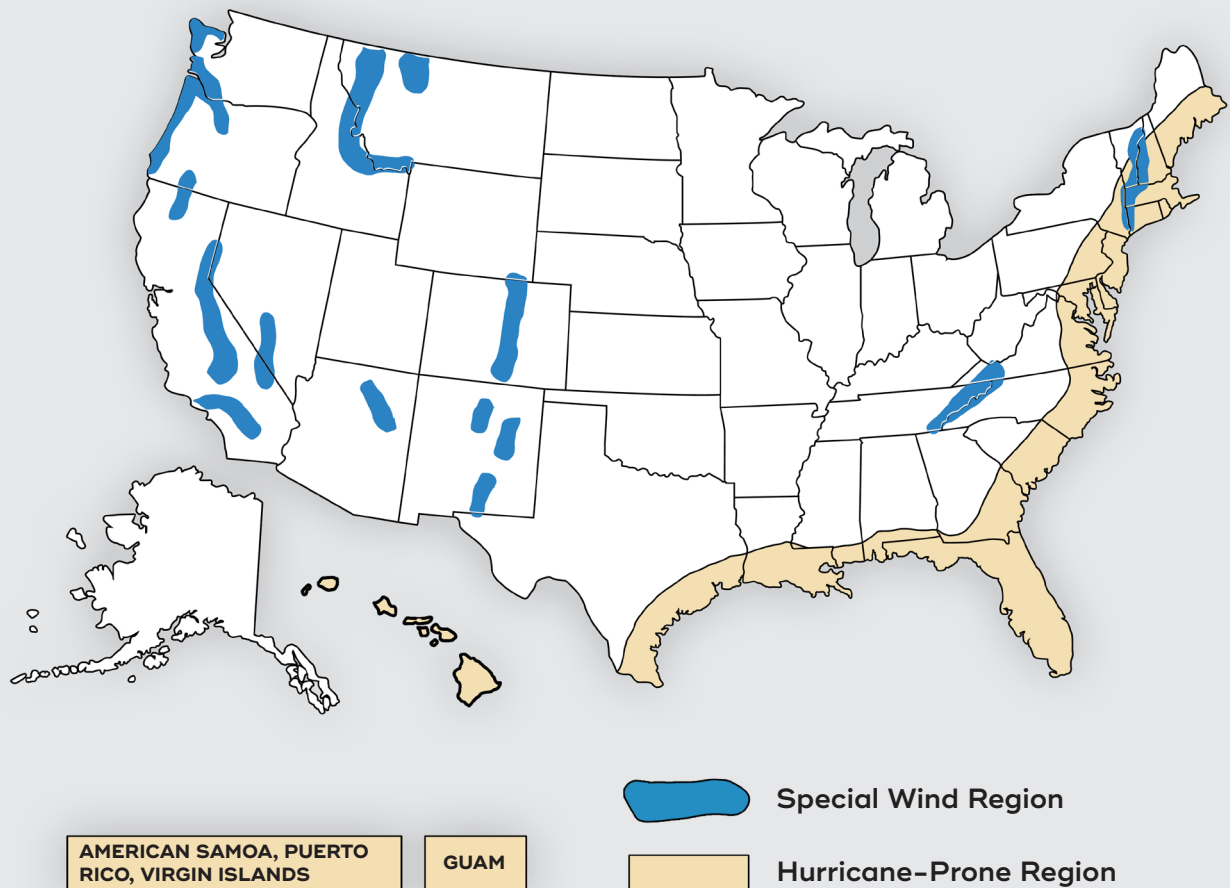 Special Wind Region
AMERICAN SAMOA, PUERTO
RICO, VIRGIN ISLANDS
GUAM
Hurricane-Prone Region